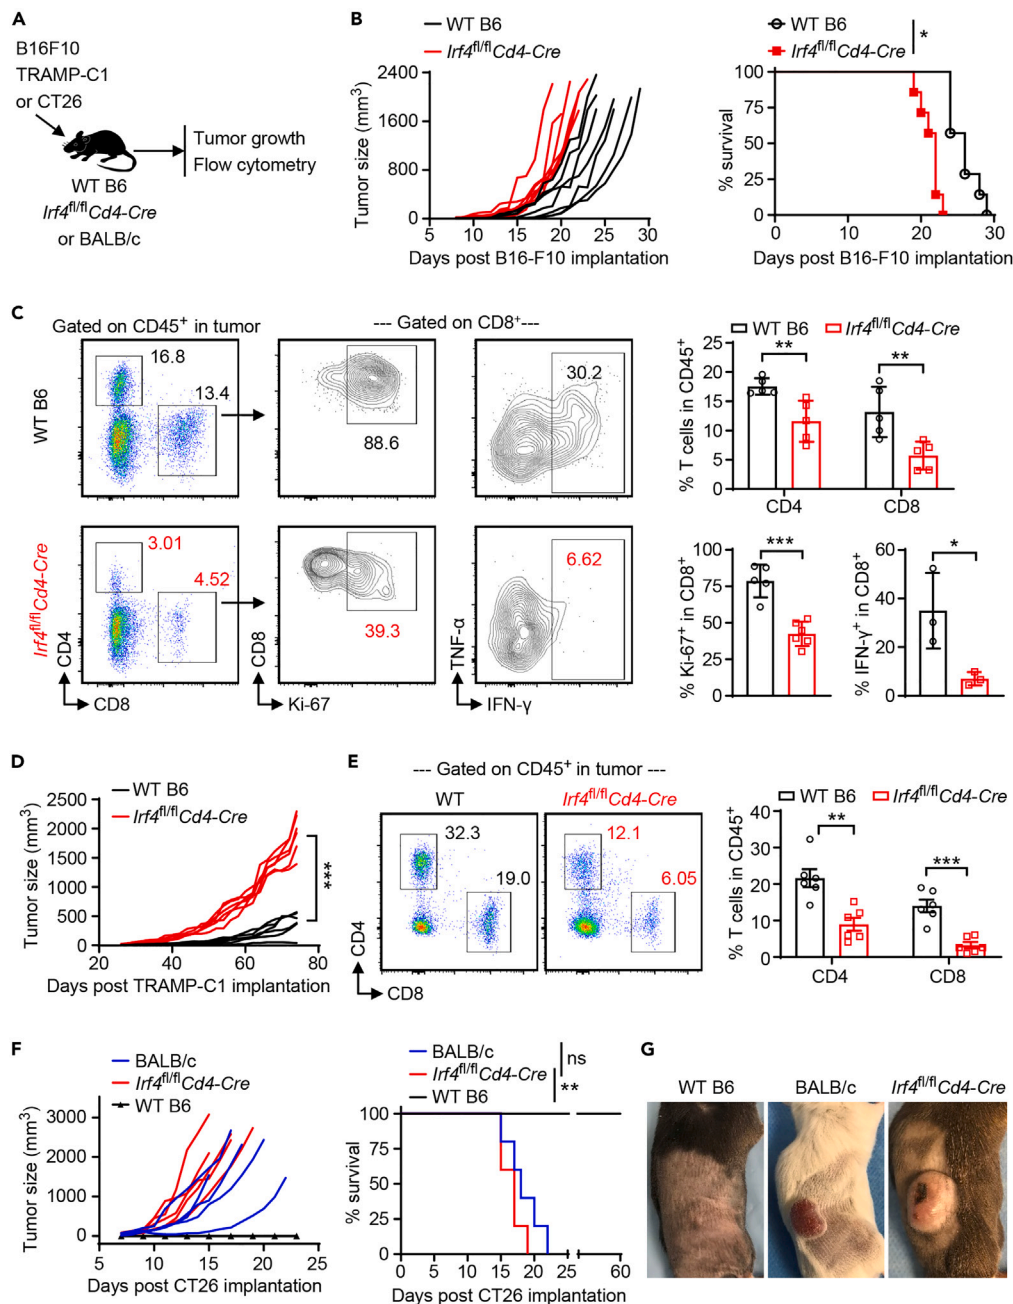 A
B16F10
TRAMP-C1
or CT26
WT B6
Irf4fl/flCd4-Cre
or BALB/c
Tumor growth
Flow cytometry
B
WT B6
Irf4fl/flCd4-Cre
Tumor size (mm3)
2400
1600
800
0
5 10 15 20 25 30
Days post B16-F10 implantation
WT B6
Irf4fl/flCd4-Cre
*
% survival
100
75
50
25
0
0 10 20 30
Days post B16-F10 implantation
C
Gated on CD45+ in tumor
--- Gated on CD8+---
WT B6
16.8
13.4
88.6
30.2
Irf4fl/flCd4-Cre
3.01
4.52
39.3
6.62
CD4
CD8
CD8
Ki-67
TNF-α
IFN-γ
WT B6 Irf4fl/flCd4-Cre
% T cells in CD45+
25
20
15
10
5
0
** **
CD4 CD8
% Ki-67+ in CD8+
100
75
50
25
0
***
% IFN-γ+ in CD8+
60
40
20
0
*
D
WT B6
Irf4fl/flCd4-Cre
Tumor size (mm3)
2500
2000
1500
1000
500
0
***
20 40 60 80
Days post TRAMP-C1 implantation
E
--- Gated on CD45+ in tumor ---
WT Irf4fl/flCd4-Cre
32.3
19.0
12.1
6.05
CD4
CD8
WT B6 Irf4fl/flCd4-Cre
% T cells in CD45+
40
30
20
10
0
** ***
CD4 CD8
F
BALB/c
Irf4fl/flCd4-Cre
WT B6
Tumor size (mm3)
3000
2000
1000
0
5 10 15 20 25
Days post CT26 implantation
BALB/c
Irf4fl/flCd4-Cre
WT B6
ns
**
% survival
100
80
60
40
20
0
0 5 10 15 20 25 60
Days post CT26 implantation
G
WT B6 BALB/c Irf4fl/flCd4-Cre